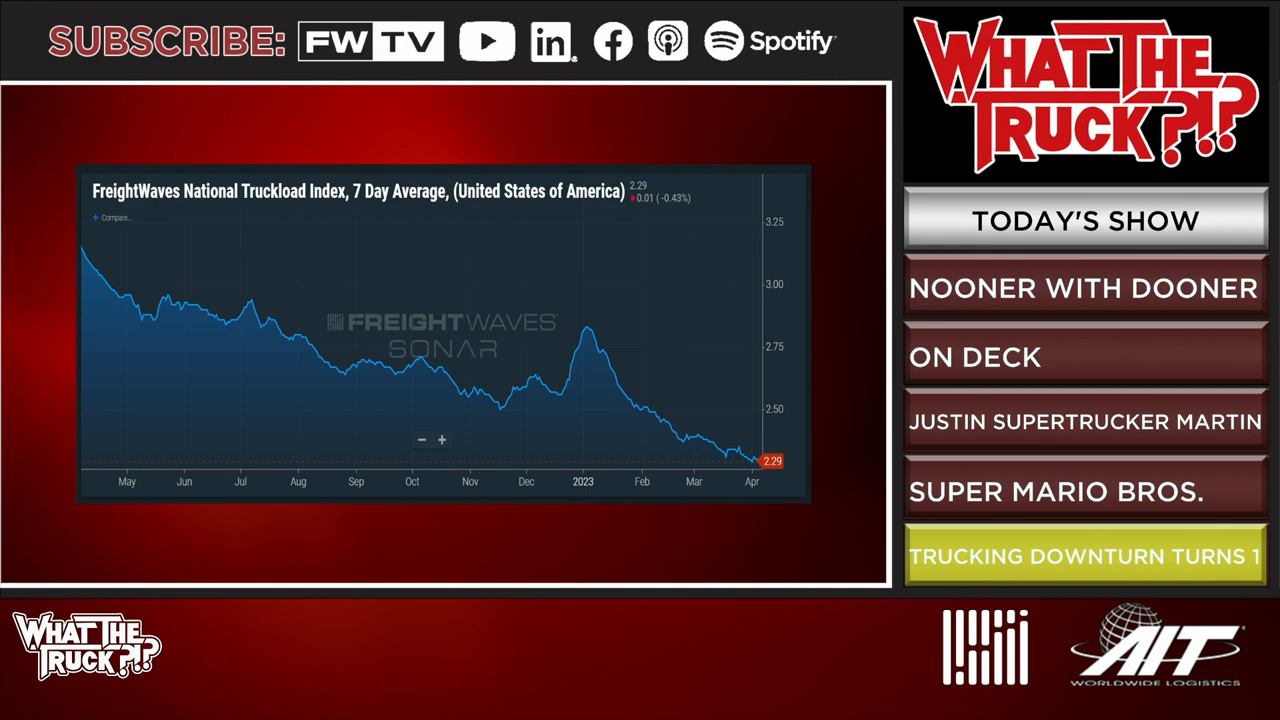 SUBSCRIBE: FW TV in Spotify
WHAT THE TRUCK?!?
FreightWaves National Truckload Index, 7 Day Average, (United States of America) 2.29
0.01 ( -0.43%)
+ Compare...
3.25
3.00
2.75
2.50
2.29
FREIGHTWAVES
SONAR
− +
May Jun Jul Aug Sep Oct Nov Dec 2023 Feb Mar Apr
TODAY'S SHOW
NOONER WITH DOONER
ON DECK
JUSTIN SUPERTRUCKER MARTIN
SUPER MARIO BROS.
TRUCKING DOWNTURN TURNS 1
WHAT THE TRUCK?!?
AIT
WORLDWIDE LOGISTICS